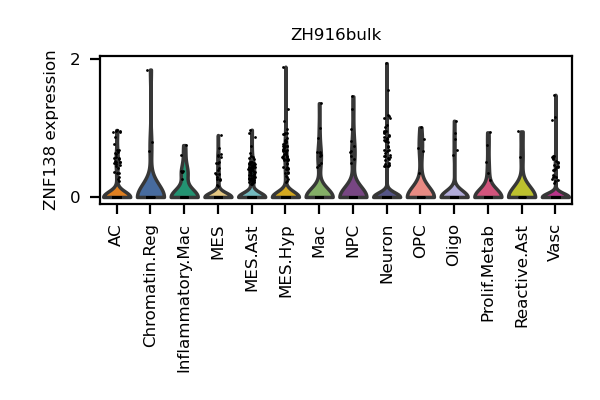 ZH916bulk
ZNF138 expression
2
0
AC
Chromatin.Reg
Inflammatory.Mac
MES
MES.Ast
MES.Hyp
Mac
NPC
Neuron
OPC
Oligo
Prolif.Metab
Reactive.Ast
Vasc